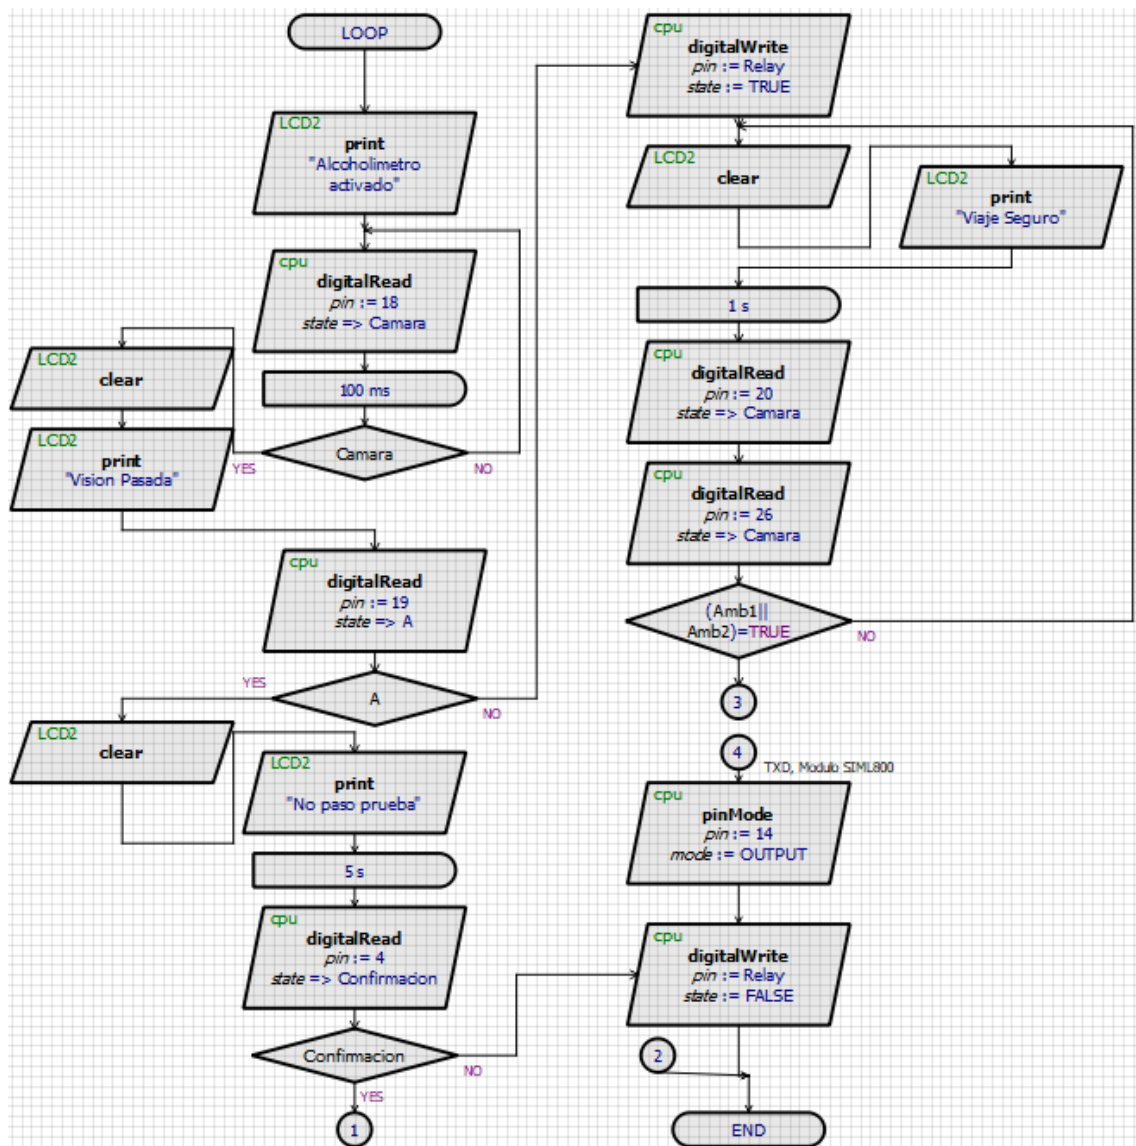 LOOP
LCD2
print
"Alcoholimetro
activado"
cpu
digitalRead
pin := 18
state => Camara
100 ms
Camara
YES
NO
LCD2
clear
LCD2
print
"Vision Pasada"
cpu
digitalRead
pin := 19
state => A
A
YES
NO
LCD2
clear
LCD2
print
"No paso prueba"
5 s
cpu
digitalRead
pin := 4
state => Confirmacion
Confirmacion
NO
YES
1
cpu
digitalWrite
pin := Relay
state := TRUE
LCD2
clear
LCD2
print
"Viaje Seguro"
1 s
cpu
digitalRead
pin := 20
state => Camara
cpu
digitalRead
pin := 26
state => Camara
(Amb1||
Amb2)=TRUE
NO
3
4
TXD, Modulo SIML800
cpu
pinMode
pin := 14
mode := OUTPUT
cpu
digitalWrite
pin := Relay
state := FALSE
2
END